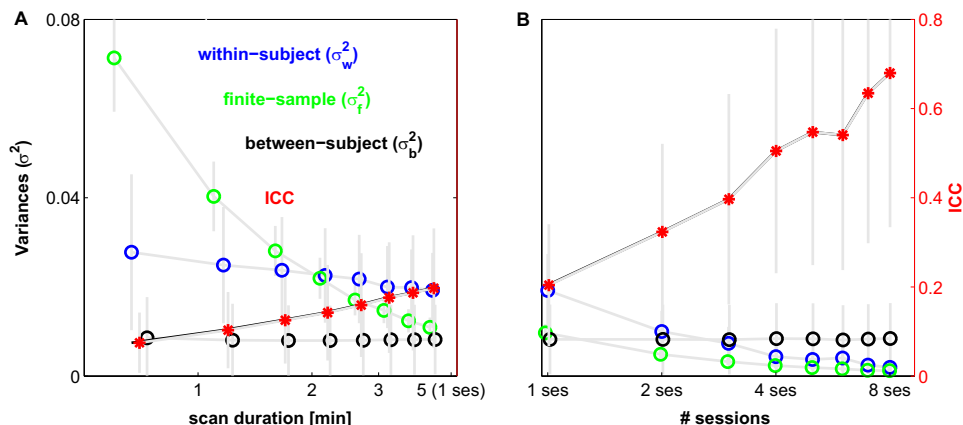 A
B
0.08
0.04
0
Variances (σ²)
within−subject (σ²w)
finite−sample (σ²f)
between−subject (σ²b)
ICC
1
2
3
5 (1 ses)
scan duration [min]
0.8
0.6
0.4
0.2
0
ICC
1 ses
2 ses
4 ses
8 ses
# sessions